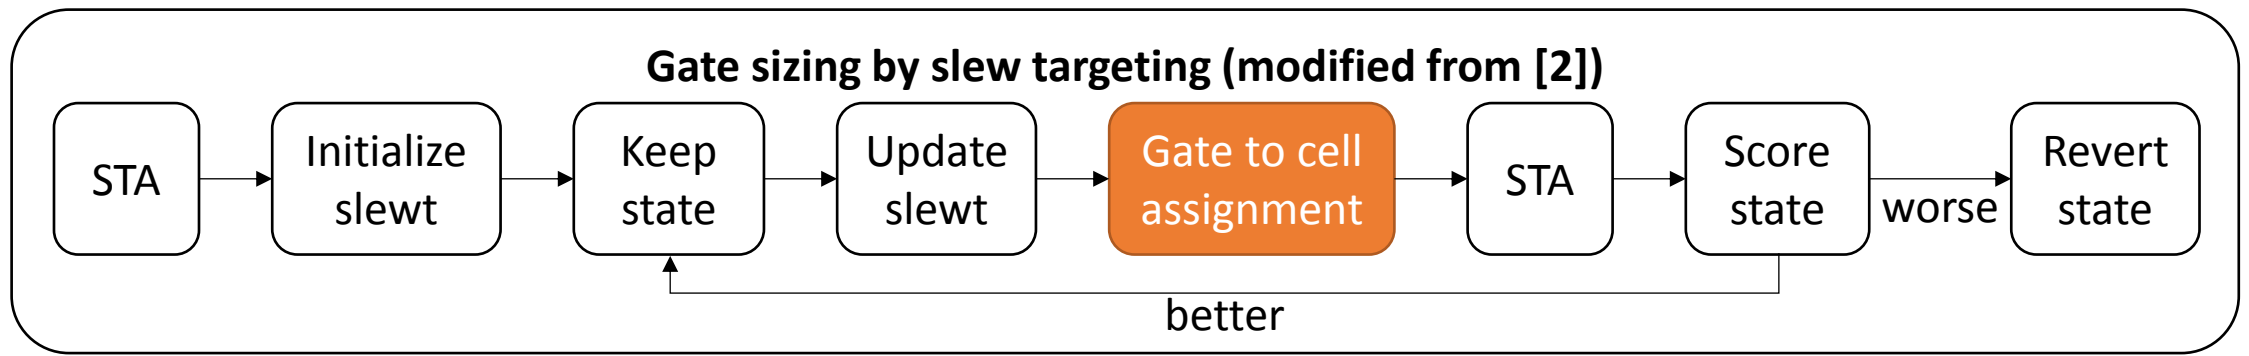 Gate sizing by slew targeting (modified from [2])
STA
Initialize
slewt
Keep
state
Update
slewt
Gate to cell
assignment
STA
Score
state
worse
Revert
state
better